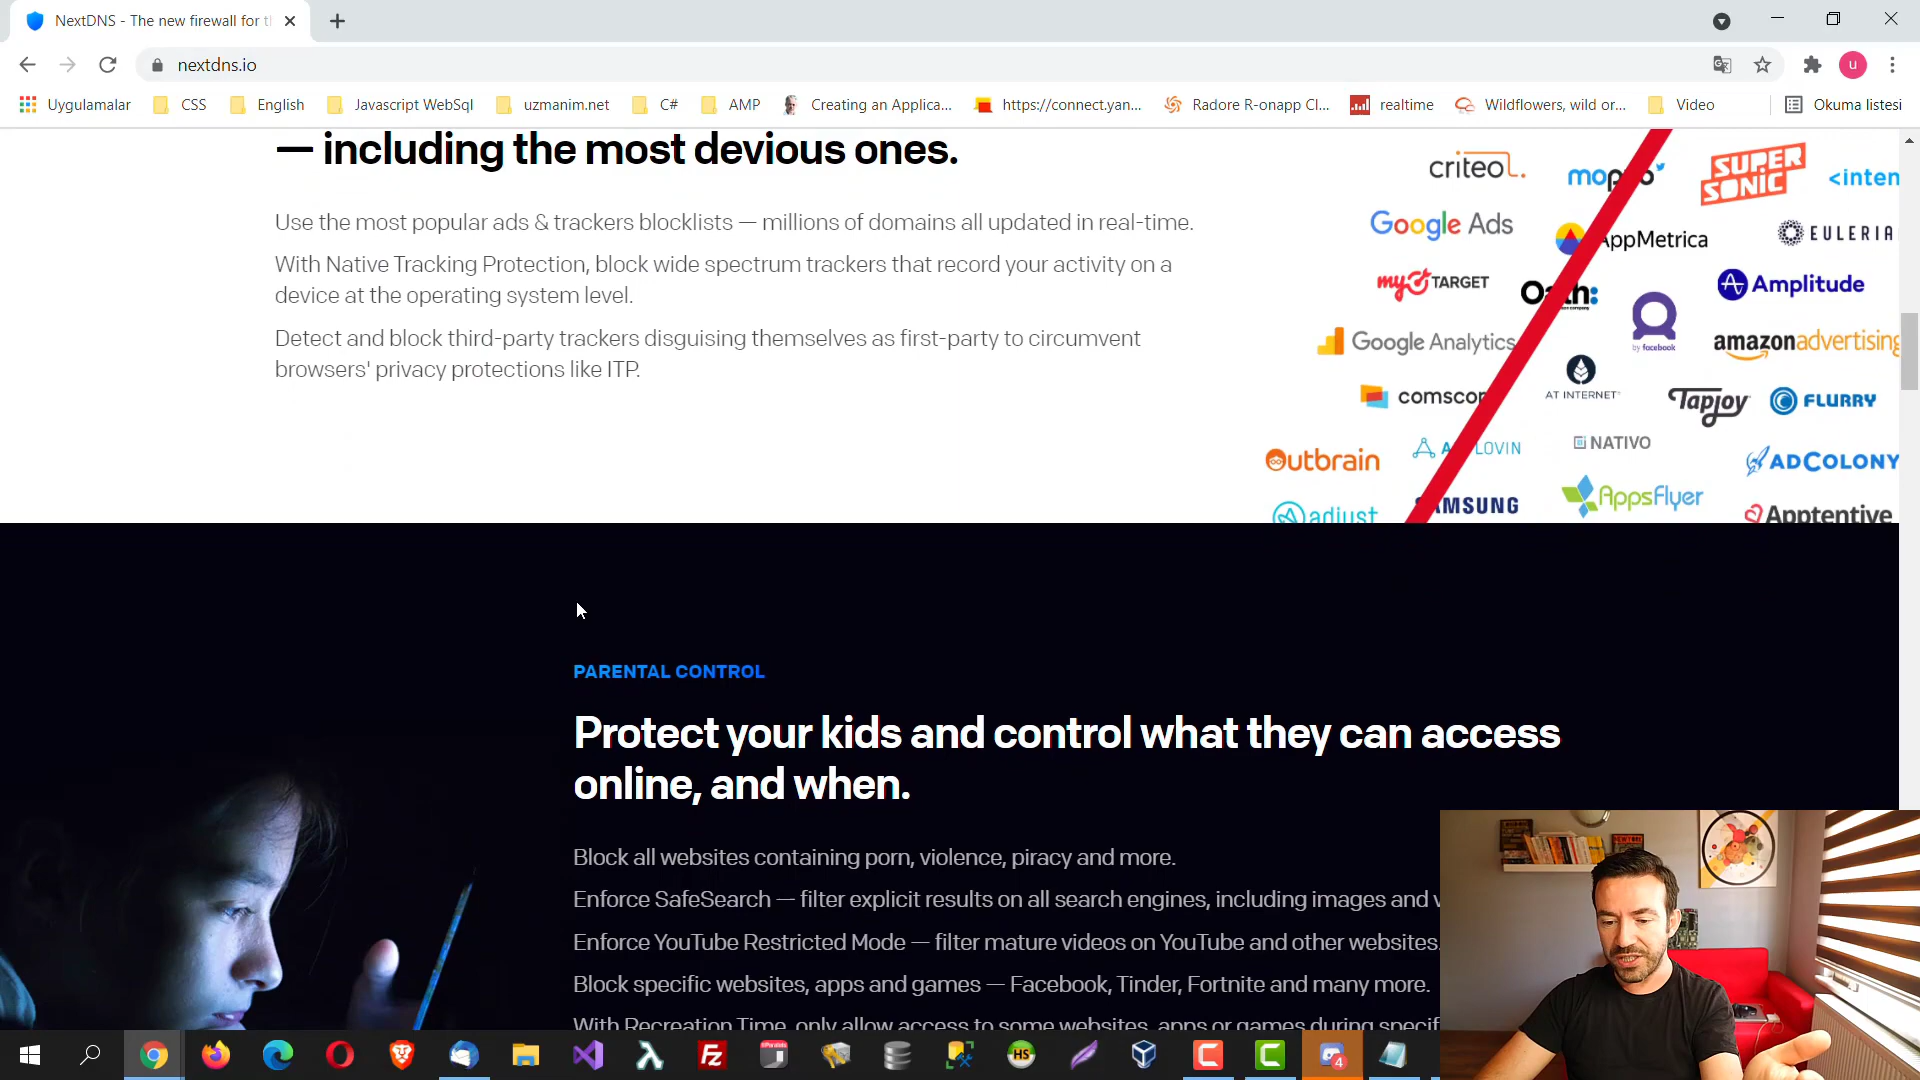 NextDNS - The new firewall for th
nextdns.io
u
Uygulamalar
CSS
English
Javascript WebSql
uzmanim.net
C#
AMP
Creating an Applica...
https://connect.yan...
Radore R-onapp Cl...
realtime
Wildflowers, wild or...
Video
Okuma listesi
— including the most devious ones.
Use the most popular ads & trackers blocklists — millions of domains all updated in real-time.
With Native Tracking Protection, block wide spectrum trackers that record your activity on a
device at the operating system level.
Detect and block third-party trackers disguising themselves as first-party to circumvent
browsers' privacy protections like ITP.
criteo
SUPER
SONIC
<inten
Google Ads
AppMetrica
EULERIA
my TARGET
Oath:
Amplitude
Google Analytics
by facebook
amazon advertising
comscor
AT INTERNET
Tapjoy
FLURRY
Outbrain
LOVIN
NATIVO
ADCOLONY
adjust
AMSUNG
AppsFlyer
Apptentive
PARENTAL CONTROL
Protect your kids and control what they can access
online, and when.
Block all websites containing porn, violence, piracy and more.
Enforce SafeSearch — filter explicit results on all search engines, including images and v
Enforce YouTube Restricted Mode — filter mature videos on YouTube and other websites.
Block specific websites, apps and games — Facebook, Tinder, Fortnite and many more.
With Recreation Time, only allow access to some websites, apps or games during specif
HS
4